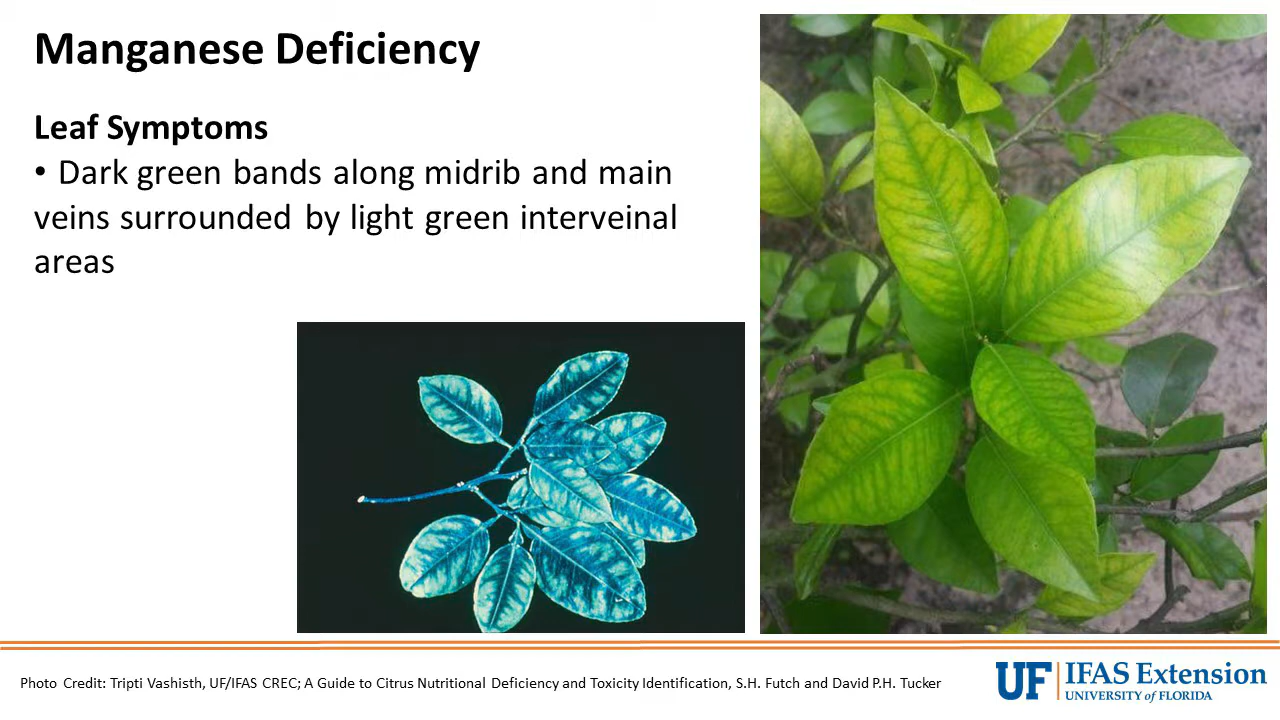 Manganese Deficiency
Leaf Symptoms
• Dark green bands along midrib and main
veins surrounded by light green interveinal
areas
Photo Credit: Tripti Vashisth, UF/IFAS CREC; A Guide to Citrus Nutritional Deficiency and Toxicity Identification, S.H. Futch and David P.H. Tucker
UF IFAS Extension
UNIVERSITY of FLORIDA